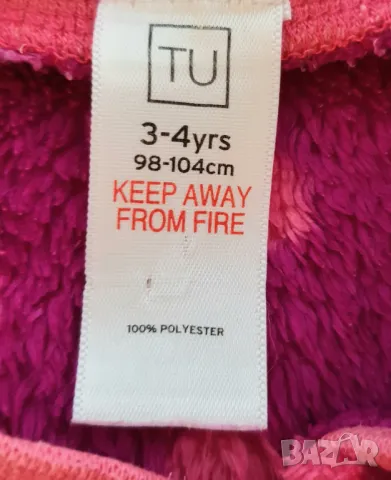 TU
3-4yrs
98-104cm
KEEP AWAY
FROM FIRE
100% POLYESTER
BAZAR